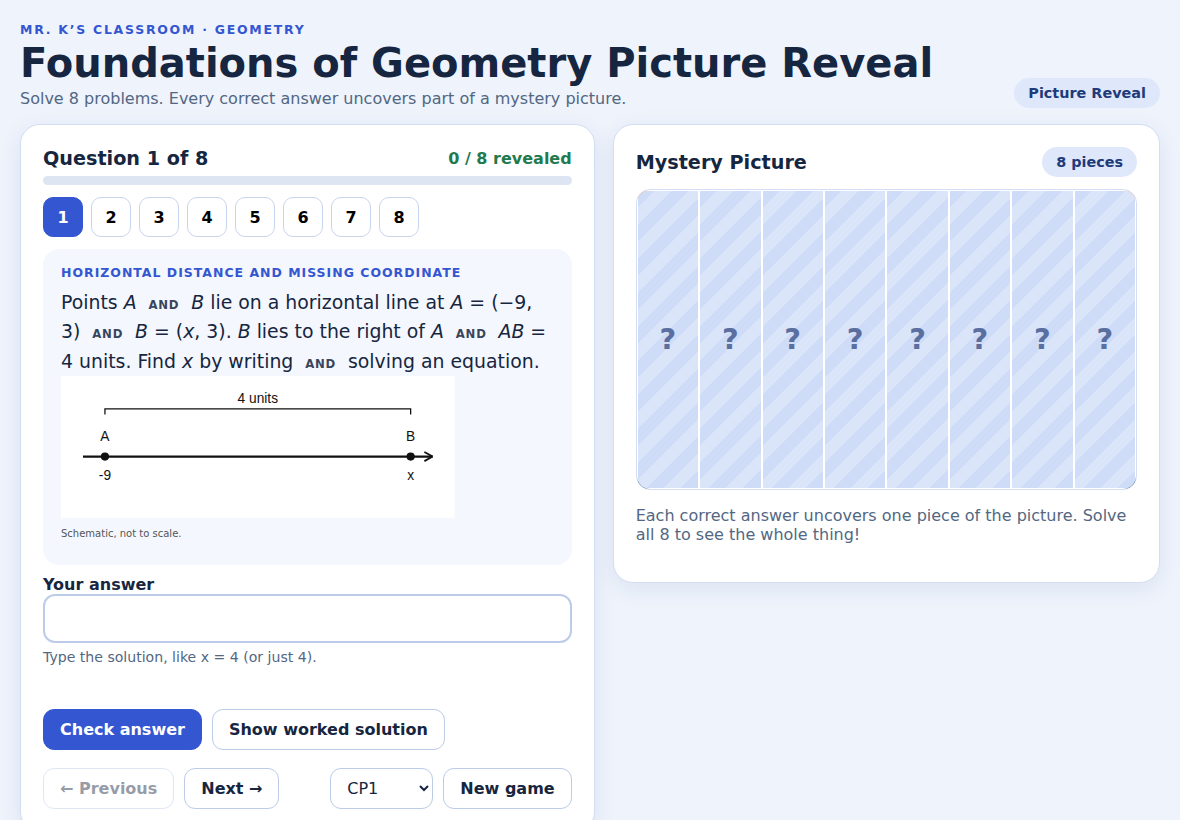 MR. K’S CLASSROOM · GEOMETRY
Foundations of Geometry Picture Reveal
Solve 8 problems. Every correct answer uncovers part of a mystery picture.
Picture Reveal
Question 1 of 8
0 / 8 revealed
1 2 3 4 5 6 7 8
HORIZONTAL DISTANCE AND MISSING COORDINATE
Points A AND B lie on a horizontal line at A = (−9,
3) AND B = (x, 3). B lies to the right of A AND AB =
4 units. Find x by writing AND solving an equation.
4 units
A B
-9 x
Schematic, not to scale.
Your answer
Type the solution, like x = 4 (or just 4).
Check answer
Show worked solution
← Previous
Next →
CP1
New game
Mystery Picture
8 pieces
? ? ? ? ? ? ? ?
Each correct answer uncovers one piece of the picture. Solve
all 8 to see the whole thing!